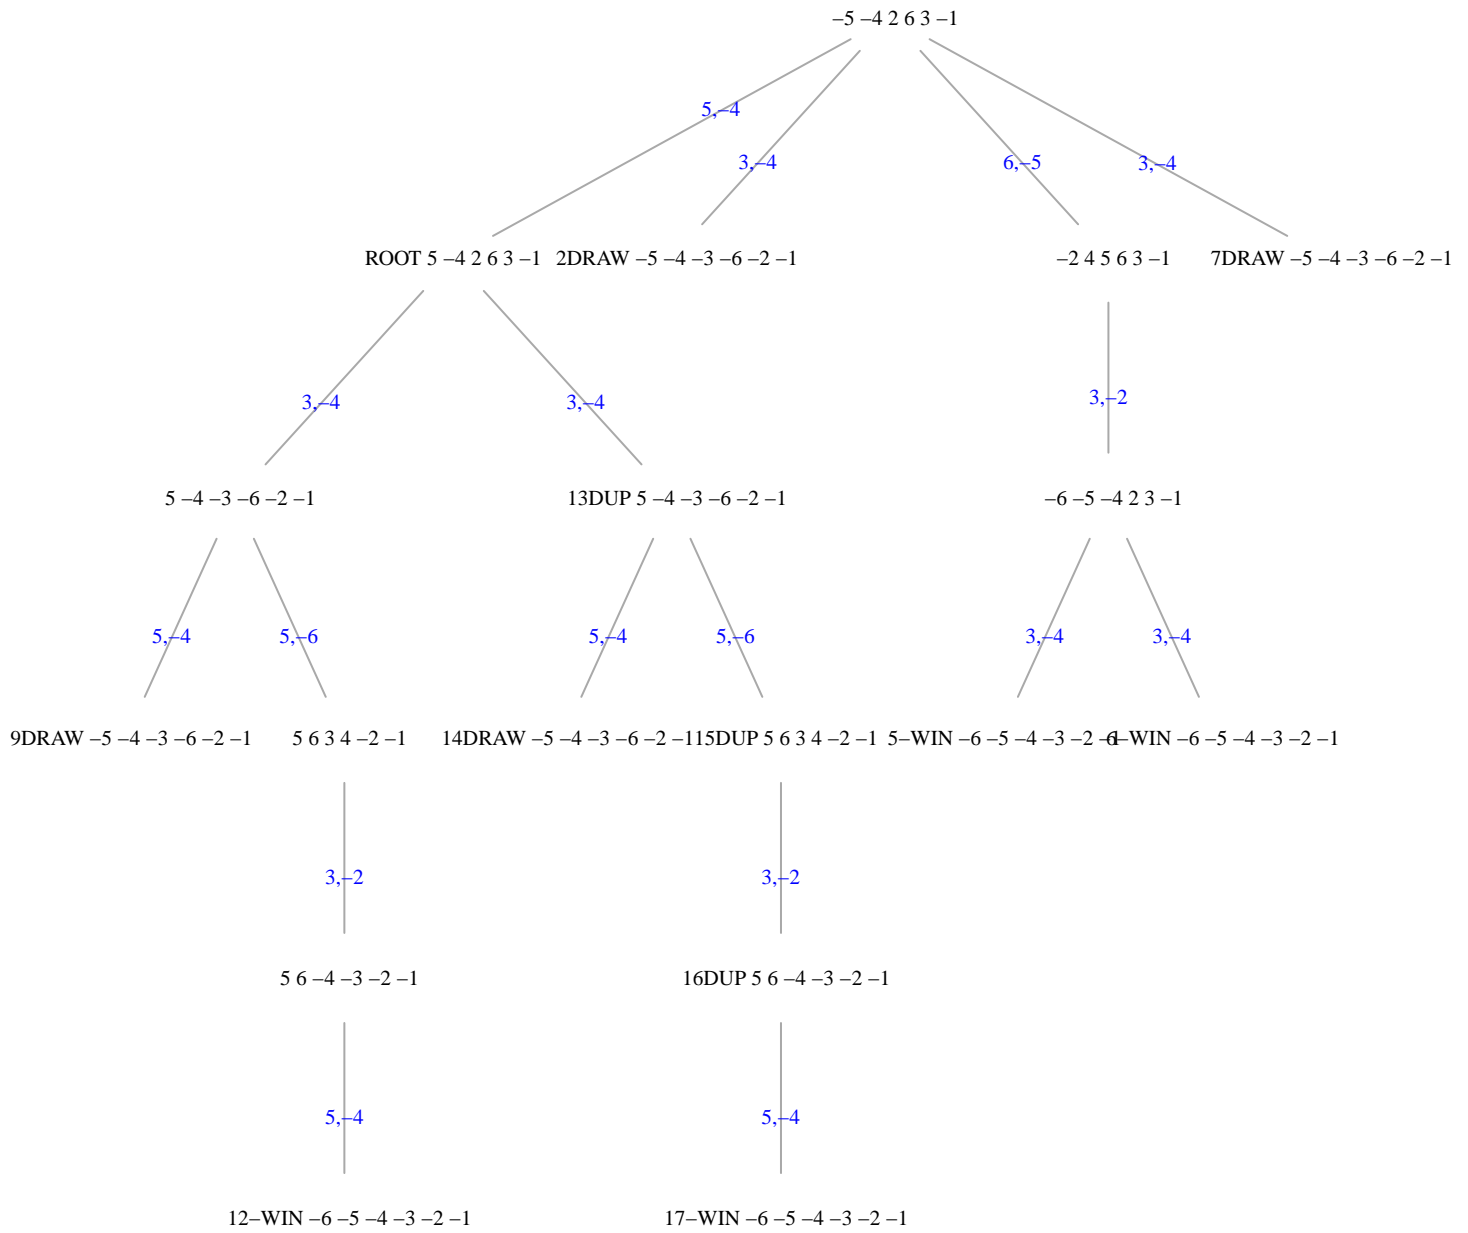 −5 −4 2 6 3 −1
5,−4
3,−4
6,−5
3,−4
ROOT 5 −4 2 6 3 −1
2DRAW −5 −4 −3 −6 −2 −1
−2 4 5 6 3 −1
7DRAW −5 −4 −3 −6 −2 −1
3,−4
3,−4
3,−2
5 −4 −3 −6 −2 −1
13DUP 5 −4 −3 −6 −2 −1
−6 −5 −4 2 3 −1
5,−4
5,−6
5,−4
5,−6
3,−4
3,−4
9DRAW −5 −4 −3 −6 −2 −1
5 6 3 4 −2 −1
14DRAW −5 −4 −3 −6 −2 −1
15DUP 5 6 3 4 −2 −1
5−WIN −6 −5 −4 −3 −2 −1
6−WIN −6 −5 −4 −3 −2 −1
3,−2
3,−2
5 6 −4 −3 −2 −1
16DUP 5 6 −4 −3 −2 −1
5,−4
5,−4
12−WIN −6 −5 −4 −3 −2 −1
17−WIN −6 −5 −4 −3 −2 −1